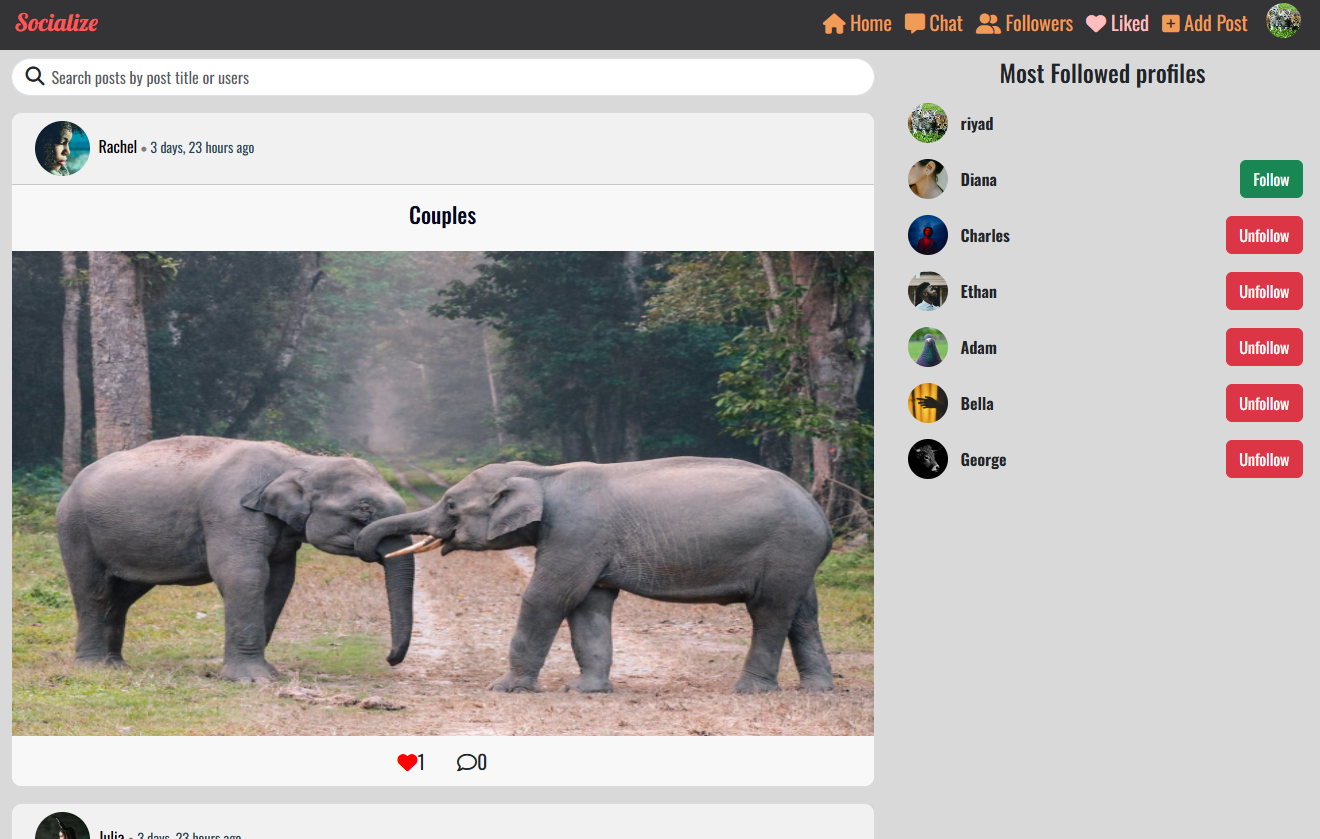 Socialize
Home Chat Followers Liked Add Post
Search posts by post title or users
Rachel • 3 days, 23 hours ago
Couples
1 0
Julia • 3 days, 23 hours ago
Most Followed profiles
riyad
Diana Follow
Charles Unfollow
Ethan Unfollow
Adam Unfollow
Bella Unfollow
George Unfollow